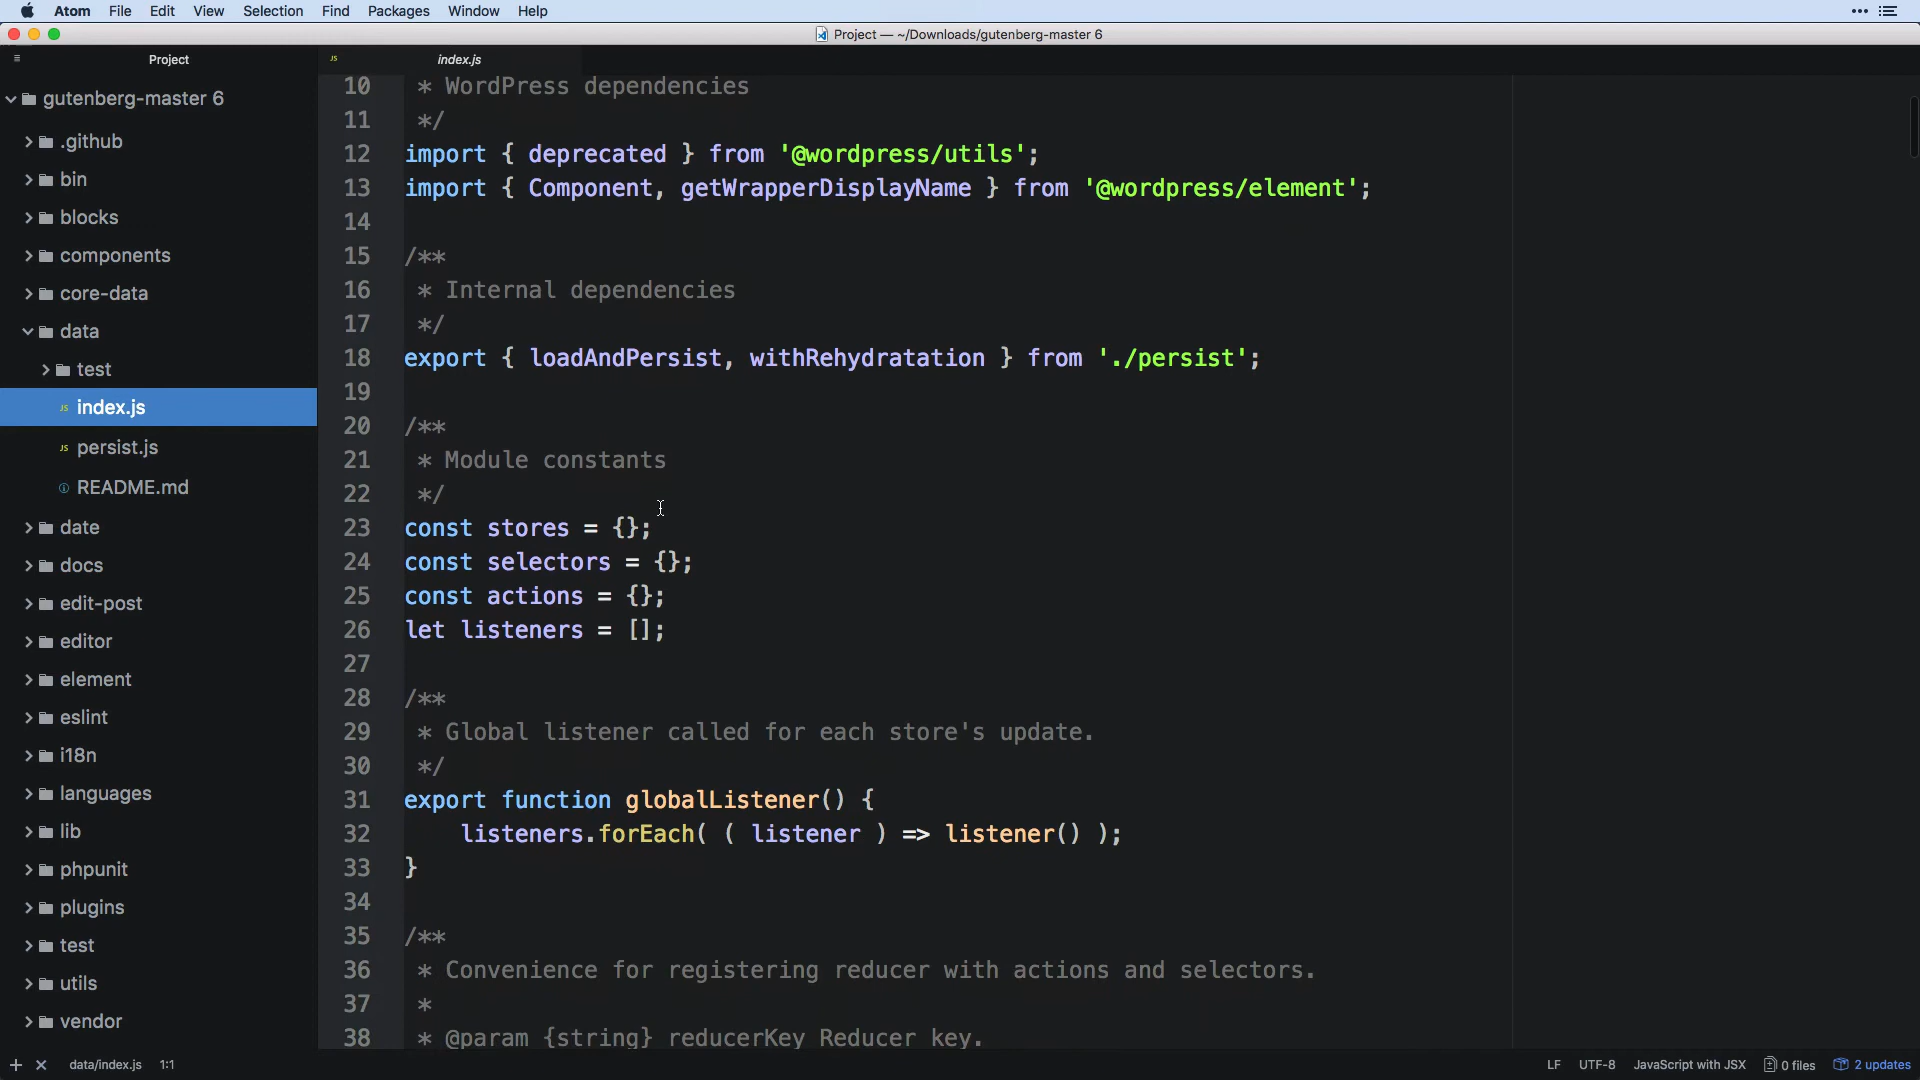 Atom File Edit View Selection Find Packages Window Help
Project — ~/Downloads/gutenberg-master 6
Project
gutenberg-master 6
.github
bin
blocks
components
core-data
data
test
JS index.js
JS persist.js
README.md
date
docs
edit-post
editor
element
eslint
i18n
languages
lib
phpunit
plugins
test
utils
vendor
JS index.js
10 * WordPress dependencies
11 */
12 import { deprecated } from '@wordpress/utils';
13 import { Component, getWrapperDisplayName } from '@wordpress/element';
14
15 /**
16 * Internal dependencies
17 */
18 export { loadAndPersist, withRehydratation } from './persist';
19
20 /**
21 * Module constants
22 */
23 const stores = {};
24 const selectors = {};
25 const actions = {};
26 let listeners = [];
27
28 /**
29 * Global listener called for each store's update.
30 */
31 export function globalListener() {
32 listeners.forEach( ( listener ) => listener() );
33 }
34
35 /**
36 * Convenience for registering reducer with actions and selectors.
37 *
38 * @param {string} reducerKey Reducer key.
data/index.js 1:1 LF UTF-8 JavaScript with JSX 0 files 2 updates